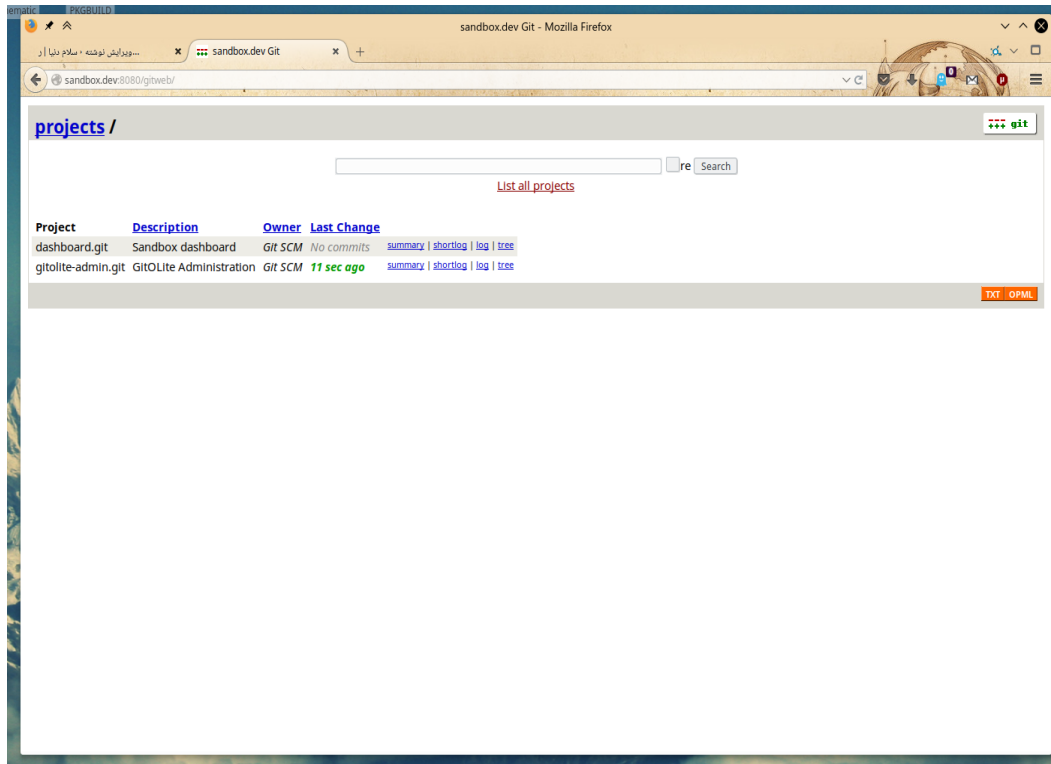 PKGBUILD
sandbox.dev Git - Mozilla Firefox
ویرایش نوشته ‹ سلام دنیا | ر...
sandbox.dev Git
sandbox.dev:8080/gitweb/
0
projects /
git
re Search
List all projects
Project Description Owner Last Change
dashboard.git Sandbox dashboard Git SCM No commits summary | shortlog | log | tree
gitolite-admin.git GitOLite Administration Git SCM 11 sec ago summary | shortlog | log | tree
TXT OPML